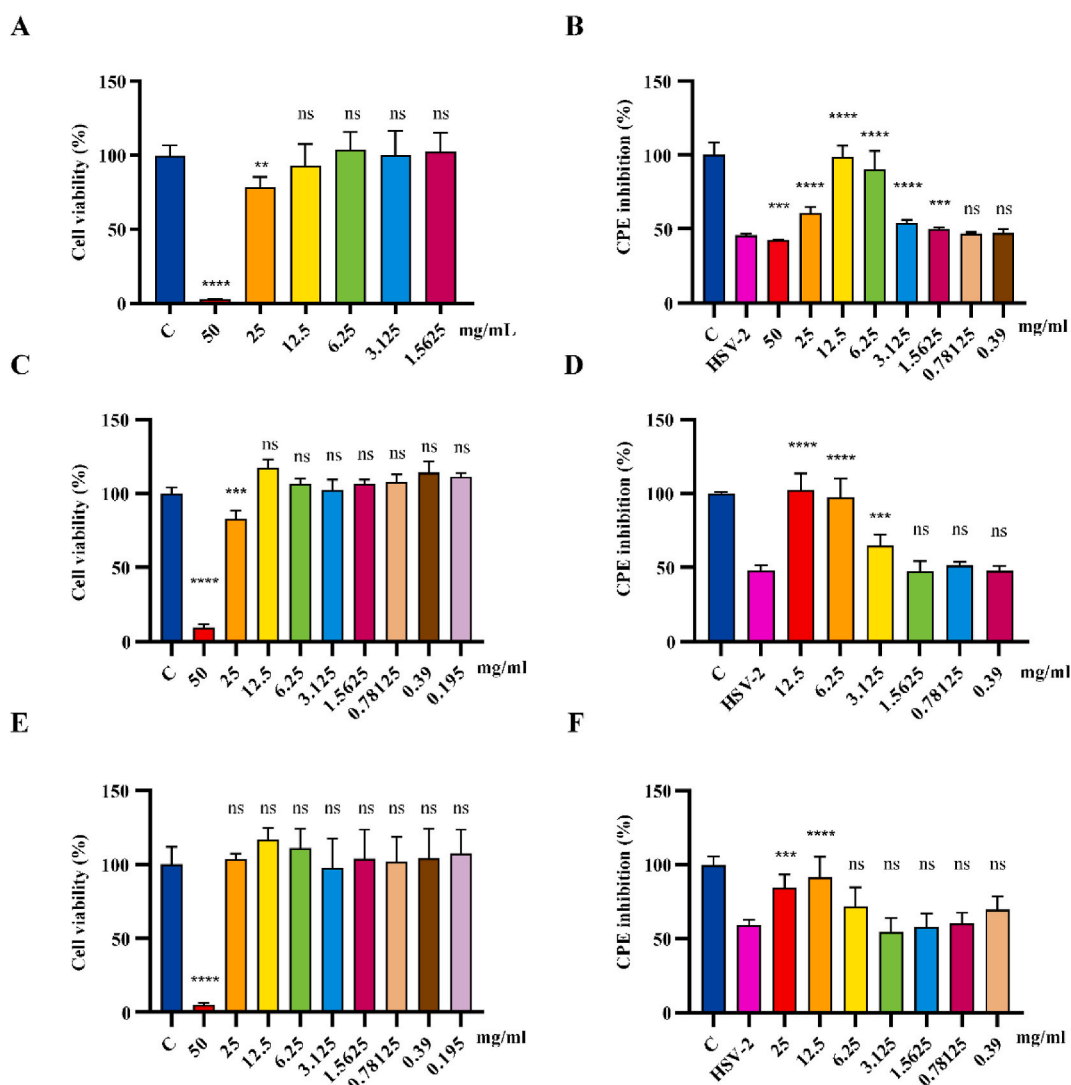 A
Cell viability (%)
150
100
50
0
**** ** ns ns ns ns
C 50 25 12.5 6.25 3.125 1.5625 mg/mL
B
CPE inhibition (%)
150
100
50
0
*** **** **** **** **** *** ns ns
C HSV-2 50 25 12.5 6.25 3.125 1.5625 0.78125 0.39 mg/ml
C
Cell viability (%)
150
100
50
0
**** *** ns ns ns ns ns ns ns
C 50 25 12.5 6.25 3.125 1.5625 0.78125 0.39 0.195 mg/ml
D
CPE inhibition (%)
150
100
50
0
**** **** *** ns ns ns
C HSV-2 12.5 6.25 3.125 1.5625 0.78125 0.39 mg/ml
E
Cell viability (%)
150
100
50
0
**** ns ns ns ns ns ns ns ns
C 50 25 12.5 6.25 3.125 1.5625 0.78125 0.39 0.195 mg/ml
F
CPE inhibition (%)
150
100
50
0
*** **** ns ns ns ns ns
C HSV-2 25 12.5 6.25 3.125 1.5625 0.78125 0.39 mg/ml